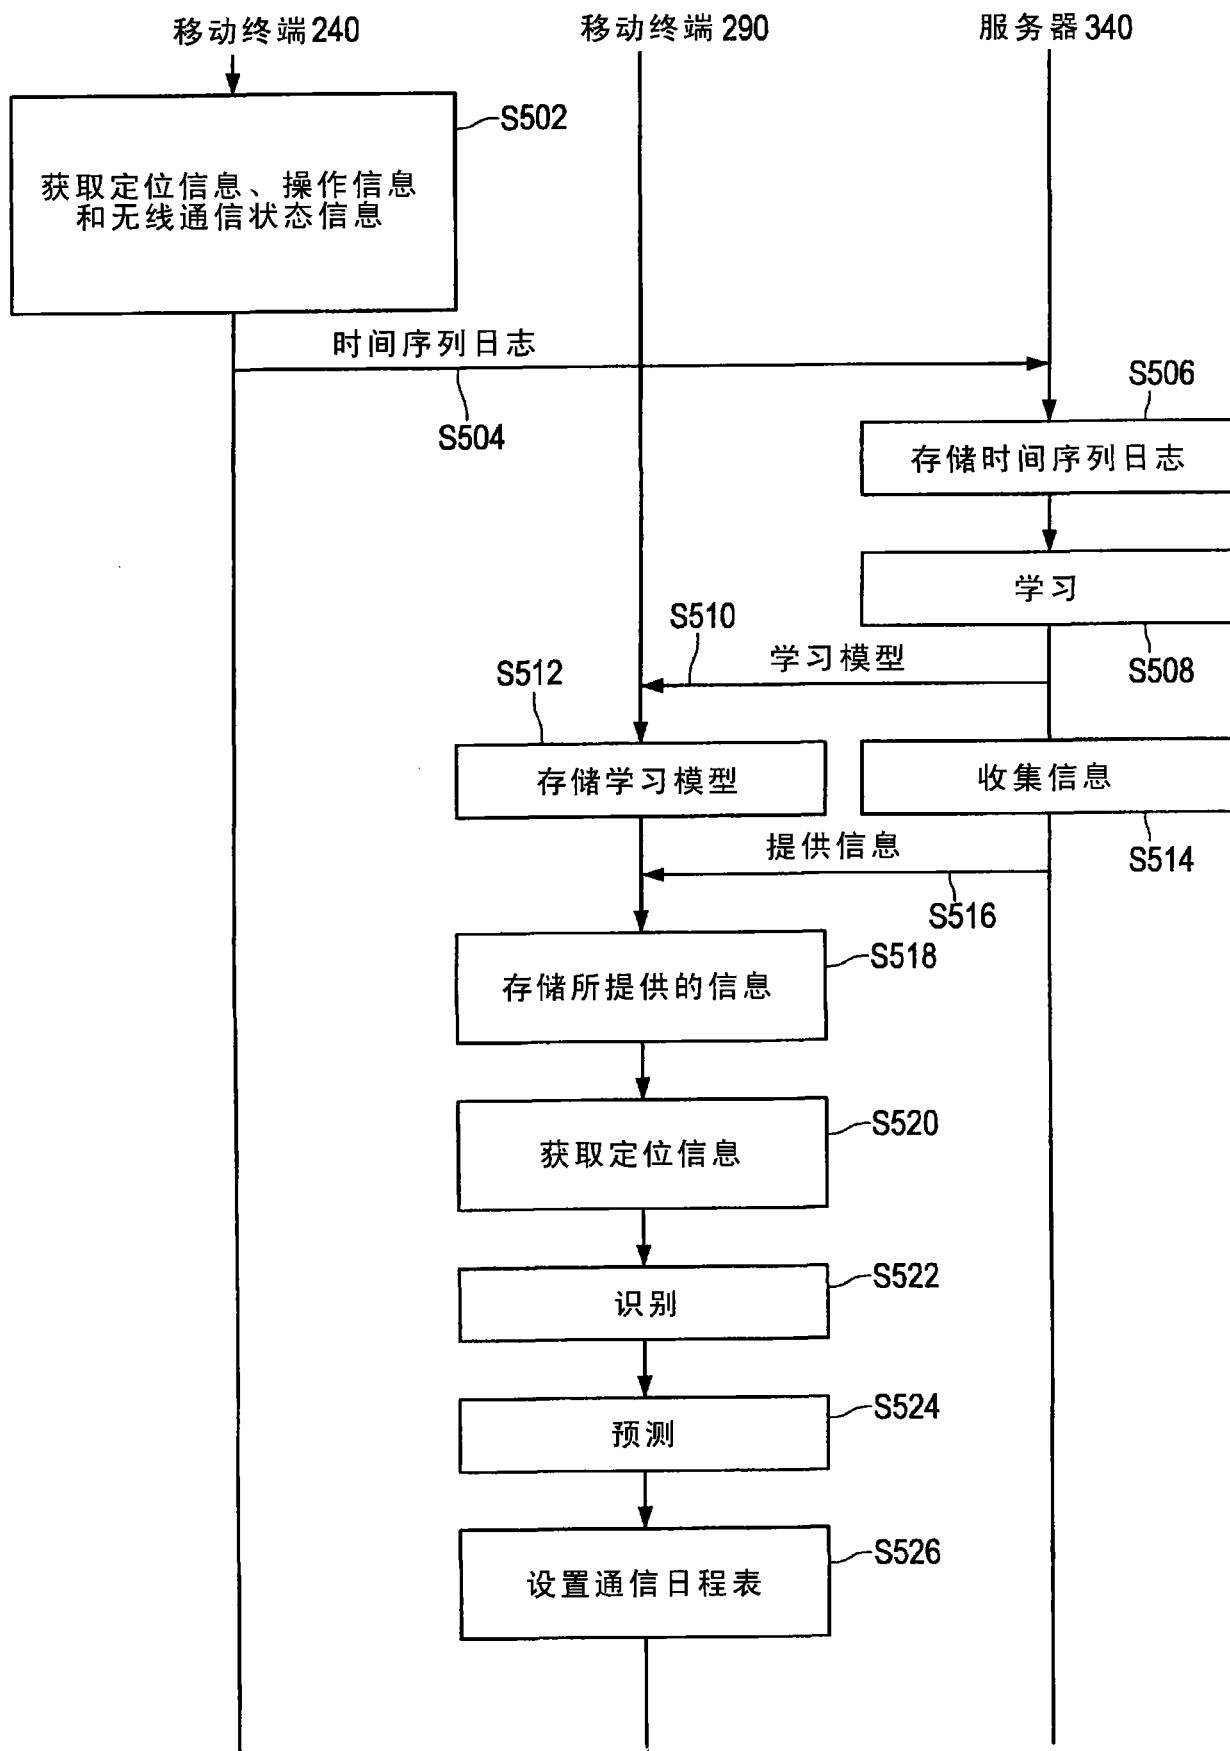 移动终端240
移动终端290
服务器340
S502
获取定位信息、操作信息
和无线通信状态信息
时间序列日志
S504
S506
存储时间序列日志
学习
S508
S510
学习模型
S512
存储学习模型
收集信息
S514
提供信息
S516
S518
存储所提供的信息
S520
获取定位信息
S522
识别
S524
预测
S526
设置通信日程表